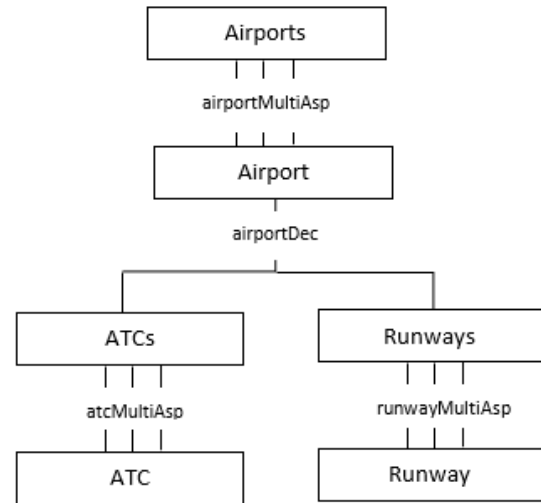 Airports
airportMultiAsp
Airport
airportDec
ATCs
Runways
atcMultiAsp
runwayMultiAsp
ATC
Runway